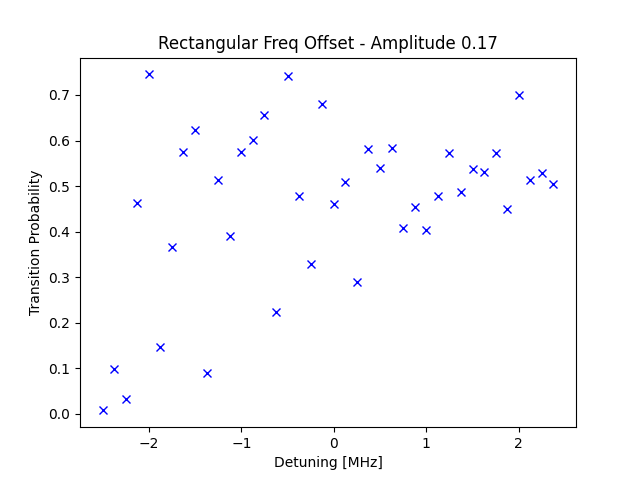 Rectangular Freq Offset - Amplitude 0.17
Transition Probability
0.7
0.6
0.5
0.4
0.3
0.2
0.1
0.0
−2 −1 0 1 2
Detuning [MHz]